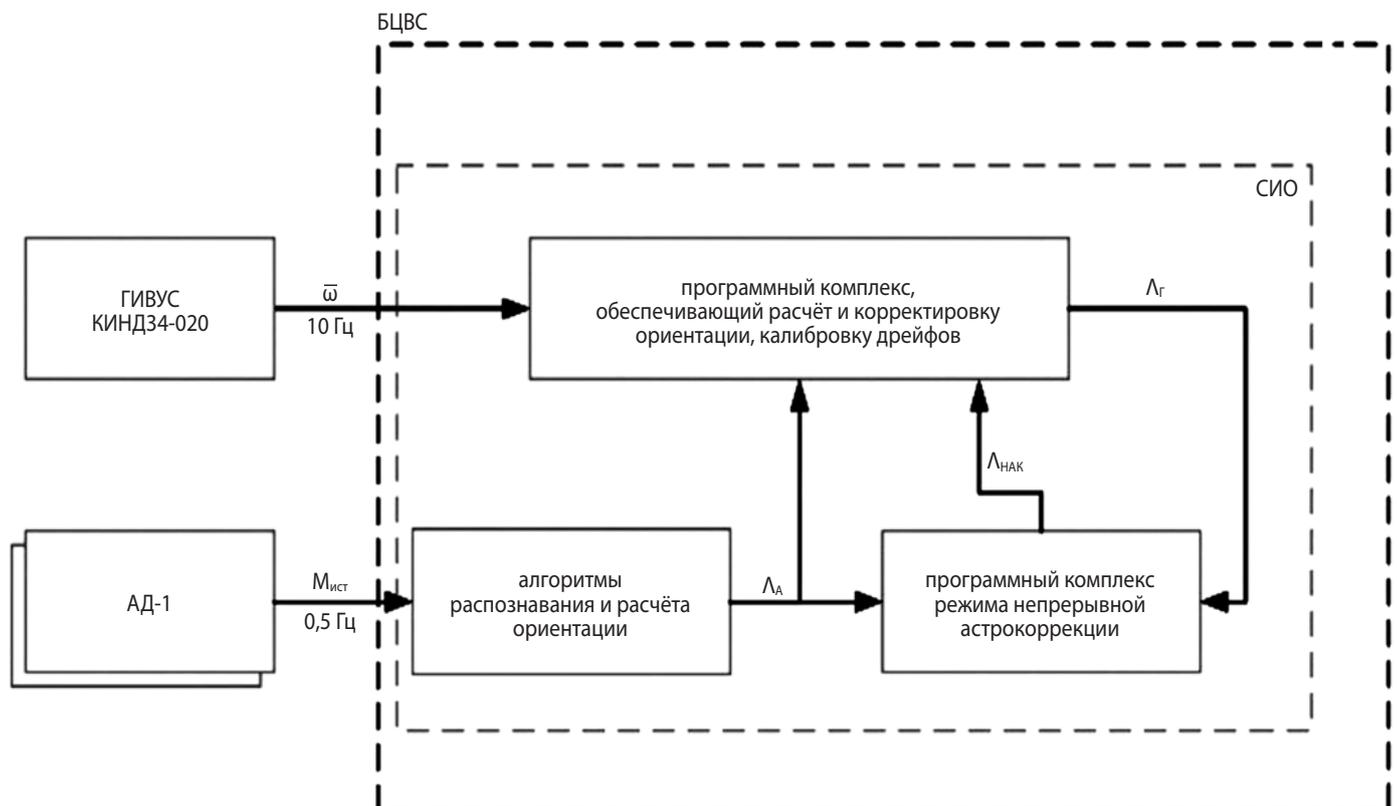 БЦВС
СИО
ГИВУС
КИНД34-020
ω̅
10 Гц
программный комплекс,
обеспечивающий расчёт и корректировку
ориентации, калибровку дрейфов
Λг
Λнак
АД-1
Mист
0,5 Гц
алгоритмы
распознавания и расчёта
ориентации
ΛА
программный комплекс
режима непрерывной
астрокоррекции